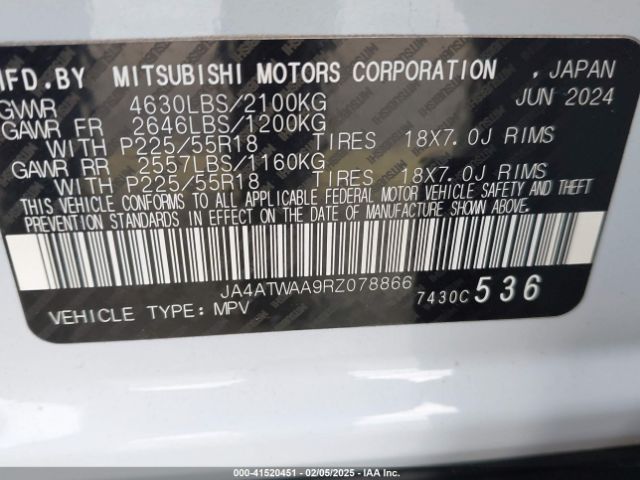 MFD.BY MITSUBISHI MOTORS CORPORATION , JAPAN
GVWR 4630LBS/2100KG JUN 2024
GAWR FR 2646LBS/1200KG
WITH P225/55R18 TIRES 18X7.0J RIMS
GAWR RR 2557LBS/1160KG
WITH P225/55R18 TIRES 18X7.0J RIMS
THIS VEHICLE CONFORMS TO ALL APPLICABLE FEDERAL MOTOR VEHICLE SAFETY AND THEFT
PREVENTION STANDARDS IN EFFECT ON THE DATE OF MANUFACTURE SHOWN ABOVE.
JA4ATWAA9RZ078866
7430C 536
VEHICLE TYPE: MPV
000-41520451 - 02/05/2025 - IAAI.COM